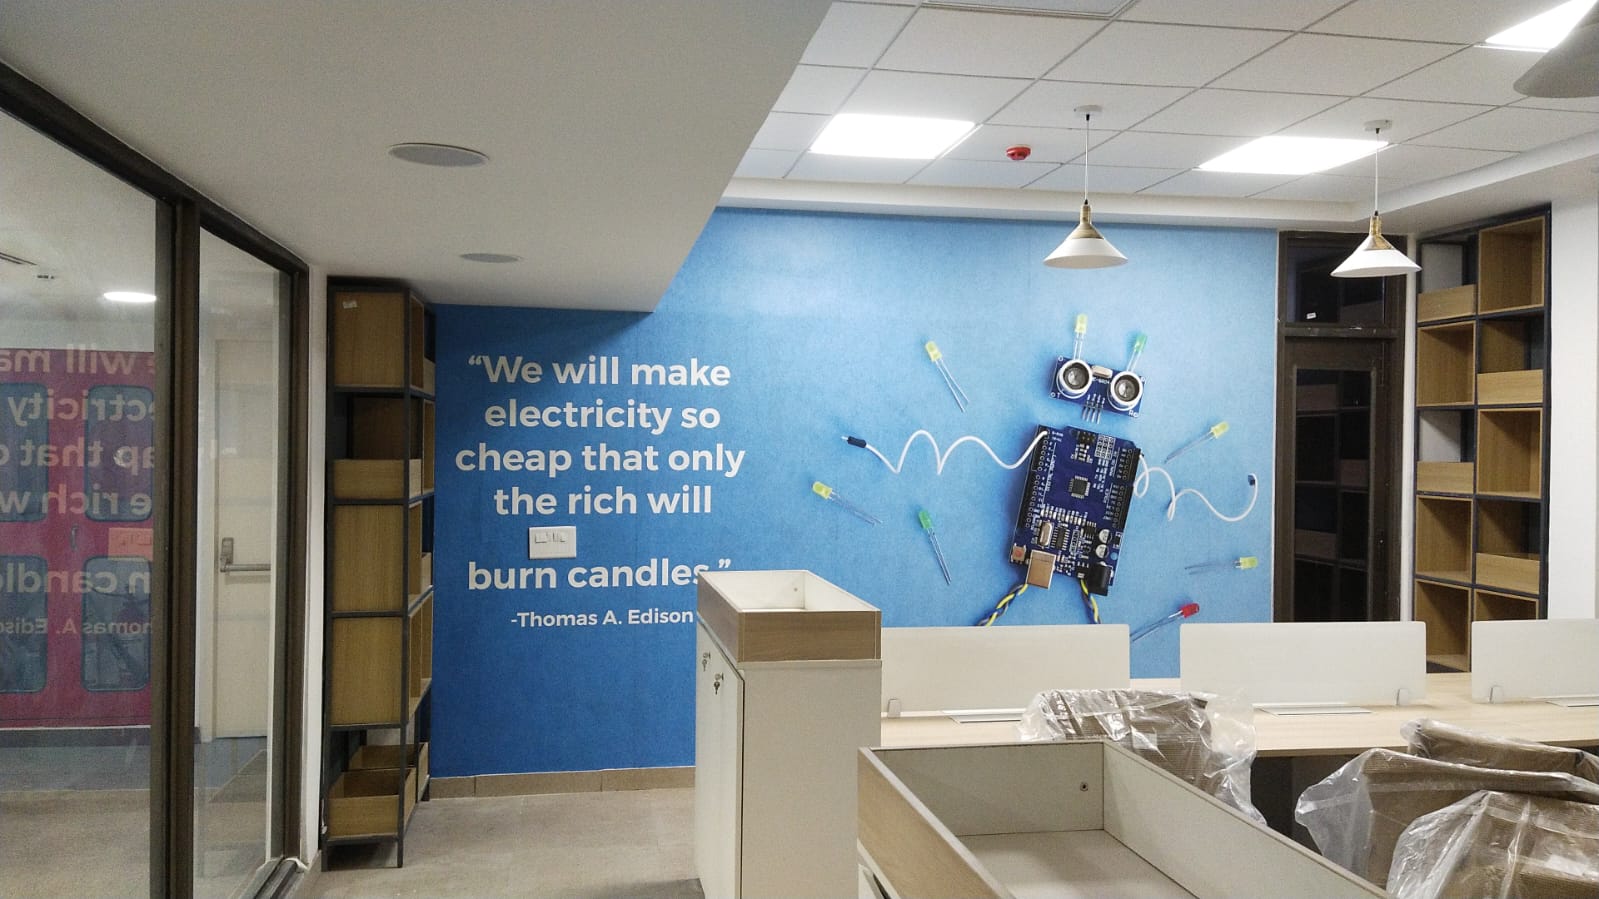 “We will make
electricity so
cheap that only
the rich will
burn candles.”
-Thomas A. Edison